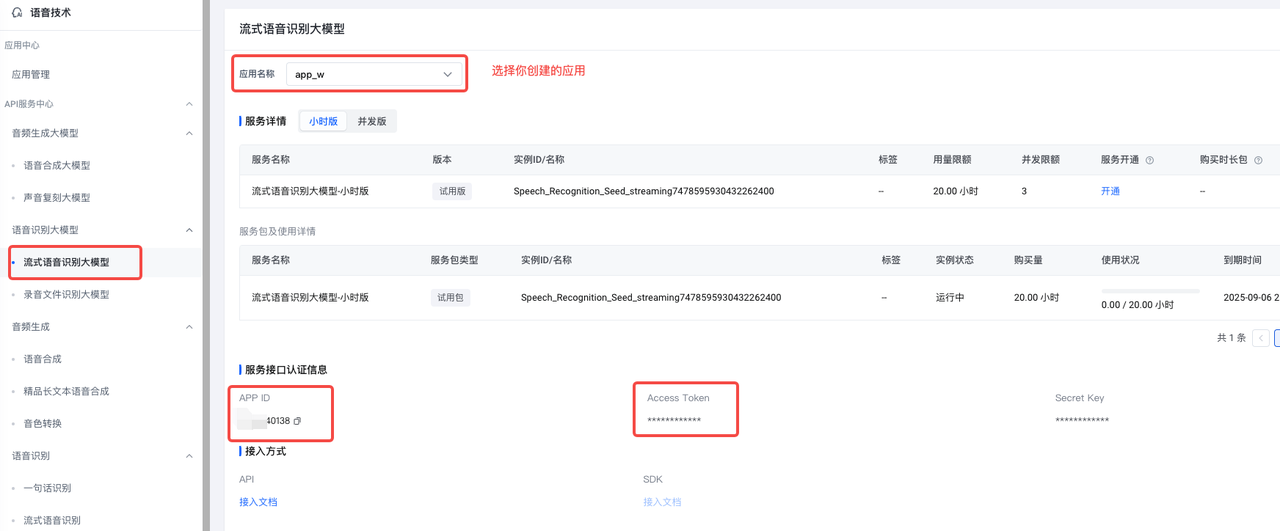 语音技术
应用中心
应用管理
API服务中心
音频生成大模型
语音合成大模型
声音复刻大模型
语音识别大模型
流式语音识别大模型
录音文件识别大模型
音频生成
语音合成
精品长文本语音合成
音色转换
语音识别
一句话识别
流式语音识别
流式语音识别大模型
应用名称 app_w 选择你创建的应用
服务详情 小时版 并发版
服务名称 版本 实例ID/名称 标签 用量限额 并发限额 服务开通 购买时长包
流式语音识别大模型-小时版 试用版 Speech_Recognition_Seed_streaming7478595930432262400 -- 20.00 小时 3 开通 --
服务包及使用详情
服务名称 服务包类型 实例ID/名称 标签 实例状态 购买量 使用状况 到期时间
流式语音识别大模型-小时版 试用包 Speech_Recognition_Seed_streaming7478595930432262400 -- 运行中 20.00 小时 0.00 / 20.00 小时 2025-09-06 2
共 1 条
服务接口认证信息
APP ID Access Token Secret Key
40138 ************ ************
接入方式
API SDK
接入文档 接入文档